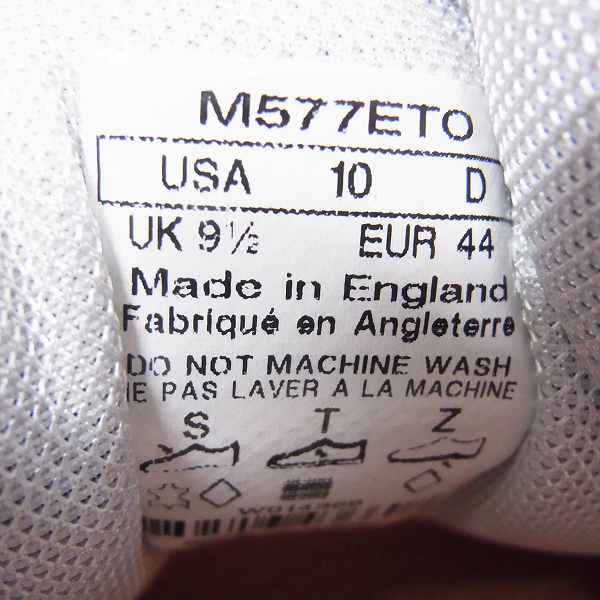 M577ETO
USA 10 D
UK 9½ EUR 44
Made in England
Fabriqué en Angleterre
DO NOT MACHINE WASH
NE PAS LAVER A LA MACHINE
S T Z